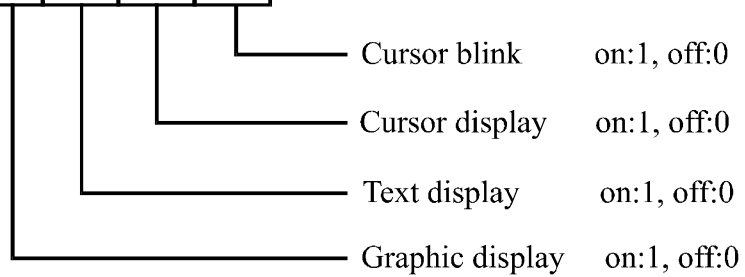 Cursor blink on:1, off:0
Cursor display on:1, off:0
Text display on:1, off:0
Graphic display on:1, off:0